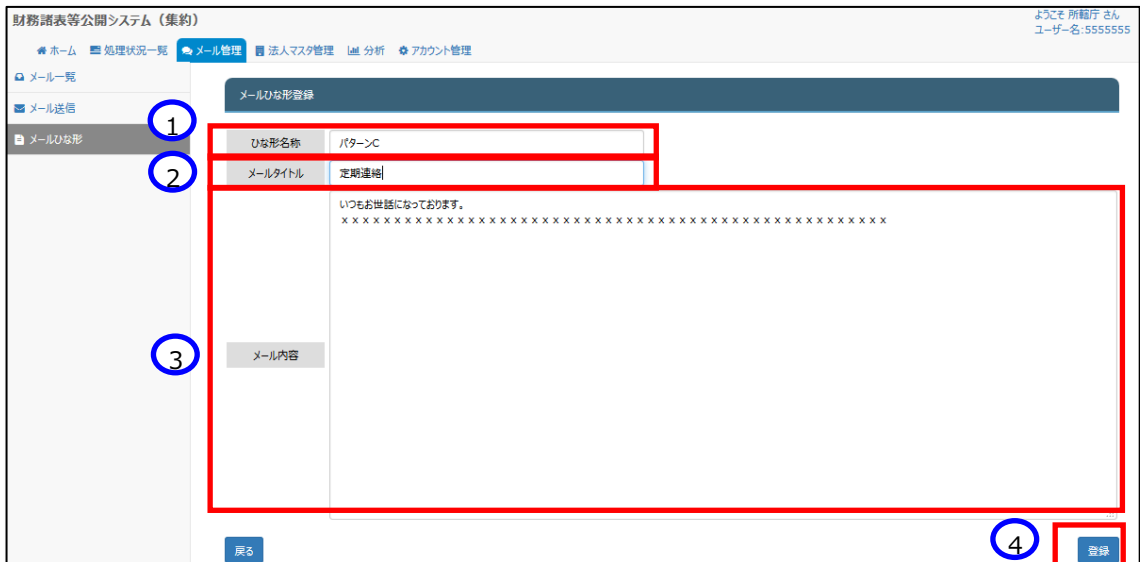 財務諸表等公開システム（集約）
ようこそ 所轄庁 さん
ユーザー名:5555555
ホーム 処理状況一覧 メール管理 法人マスタ管理 分析 アカウント管理
メール一覧
メール送信
メールひな形
メールひな形登録
1
ひな形名称 パターンC
2
メールタイトル 定期連絡
いつもお世話になっております。
ｘｘｘｘｘｘｘｘｘｘｘｘｘｘｘｘｘｘｘｘｘｘｘｘｘｘｘｘｘｘｘｘｘｘｘｘｘｘｘｘｘｘｘｘｘｘｘｘｘｘｘｘ
3
メール内容
戻る
4
登録